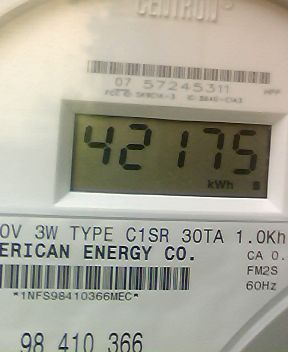 CENTRON®
07 57245311
42175
kWh
0V 3W TYPE C1SR 30TA 1.0Kh
ERICAN ENERGY CO.
CA 0.
FM2S
*1NFS98410366MEC*
60Hz
98 410 366